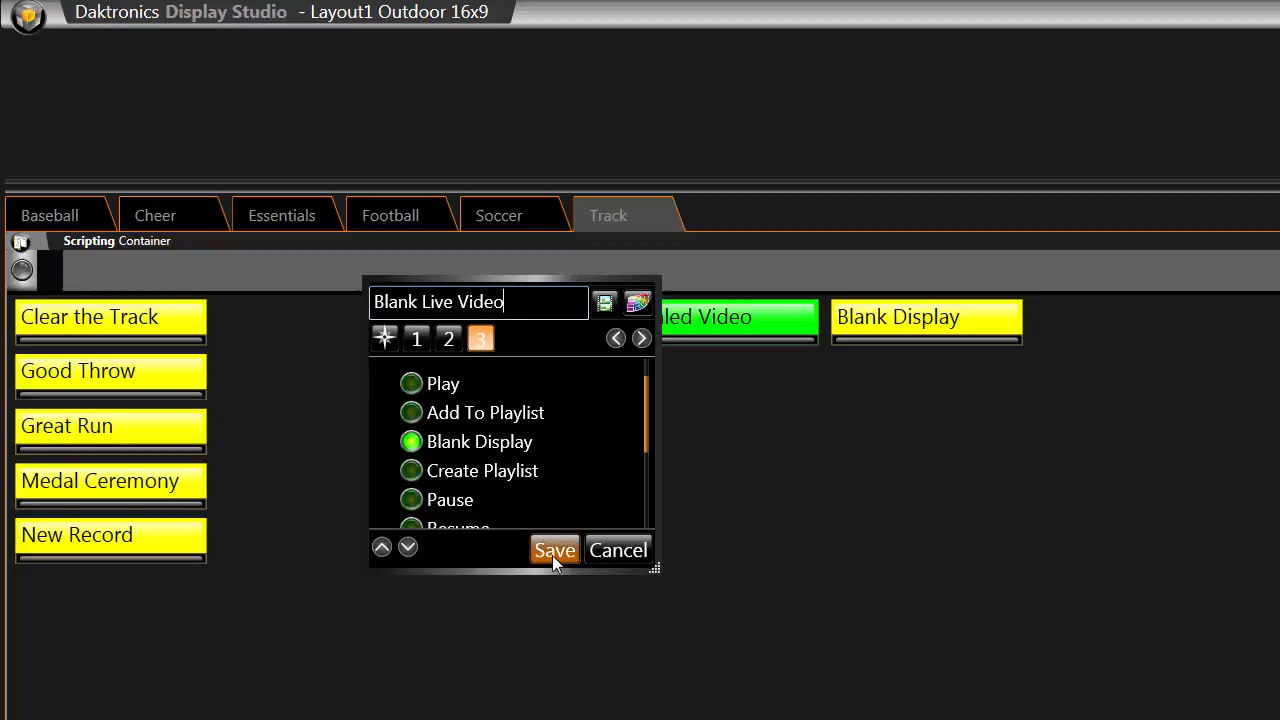 Daktronics Display Studio - Layout1 Outdoor 16x9
Baseball Cheer Essentials Football Soccer Track
Scripting Container
Clear the Track
Good Throw
Great Run
Medal Ceremony
New Record
Blank Live Video
1 2 3
Play
Add To Playlist
Blank Display
Create Playlist
Pause
Resume
Save Cancel
Video
Blank Display